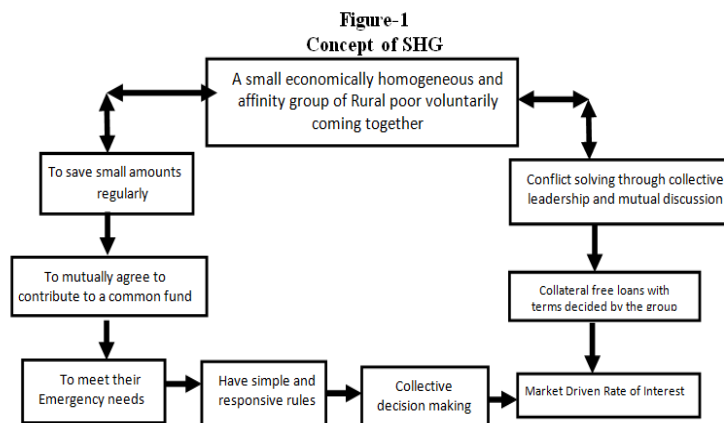 Figure-1
Concept of SHG
A small economically homogeneous and
affinity group of Rural poor voluntarily
coming together
To save small amounts
regularly
Conflict solving through collective
leadership and mutual discussion
To mutually agree to
contribute to a common fund
Collateral free loans with
terms decided by the group
To meet their
Emergency needs
Have simple and
responsive rules
Collective
decision making
Market Driven Rate of Interest